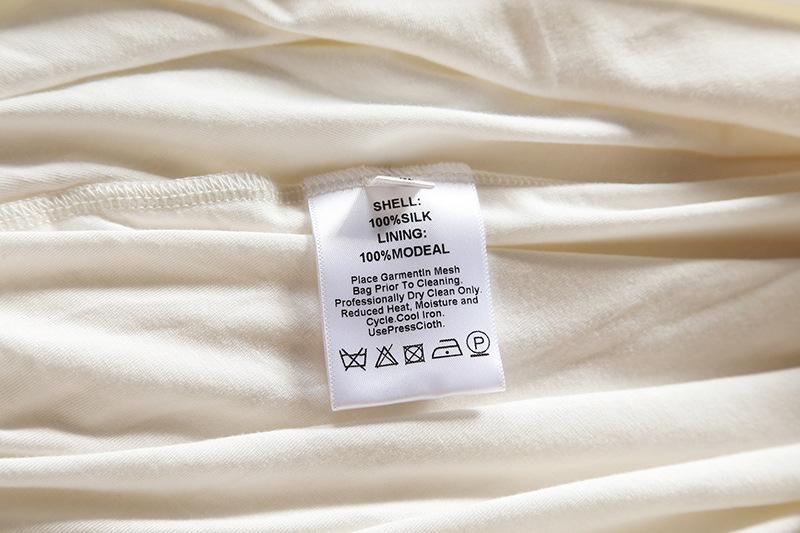 SHELL:
100%SILK
LINING:
100%MODEAL
Place GarmentIn Mesh
Bag Prior To Cleaning.
Professionally Dry Clean Only.
Reduced Heat, Moisture and
Cycle.Cool Iron.
UsePressCloth.
P